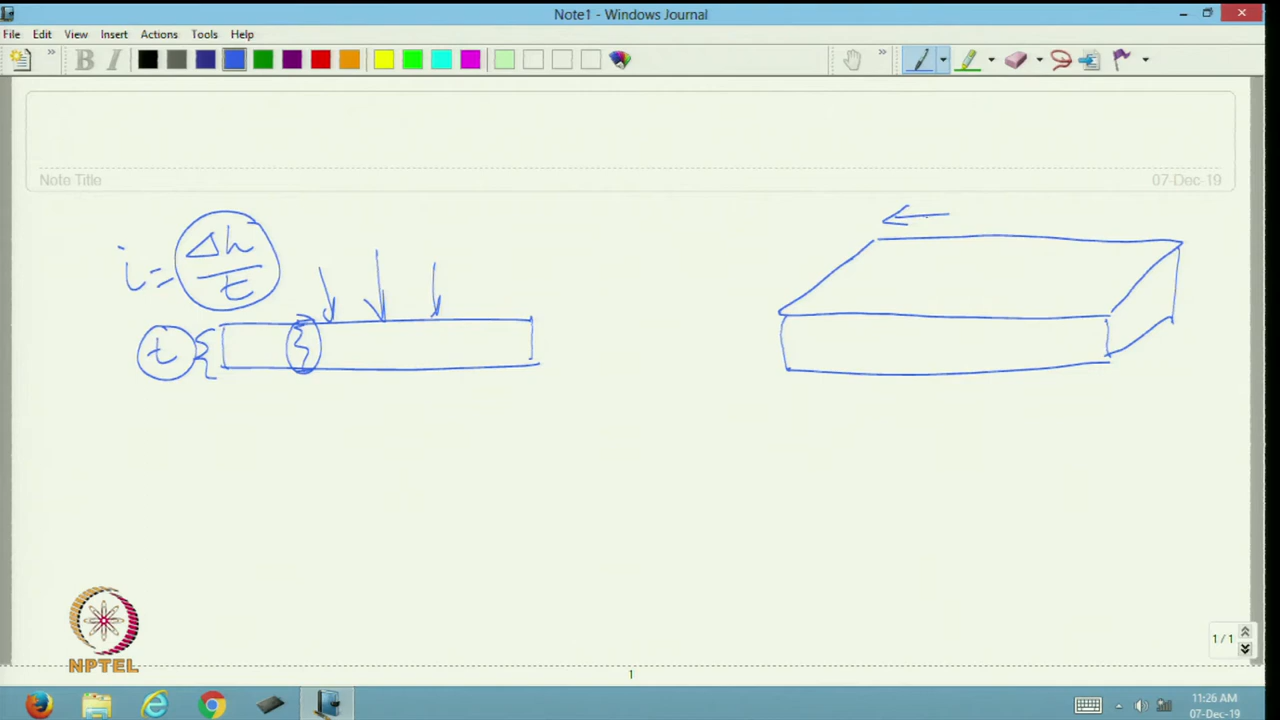 Note1 - Windows Journal
File Edit View Insert Actions Tools Help
B I
Note Title
07-Dec-19
i = Δh/t
t
NPTEL
1
1 / 1
11:26 AM
07-Dec-19